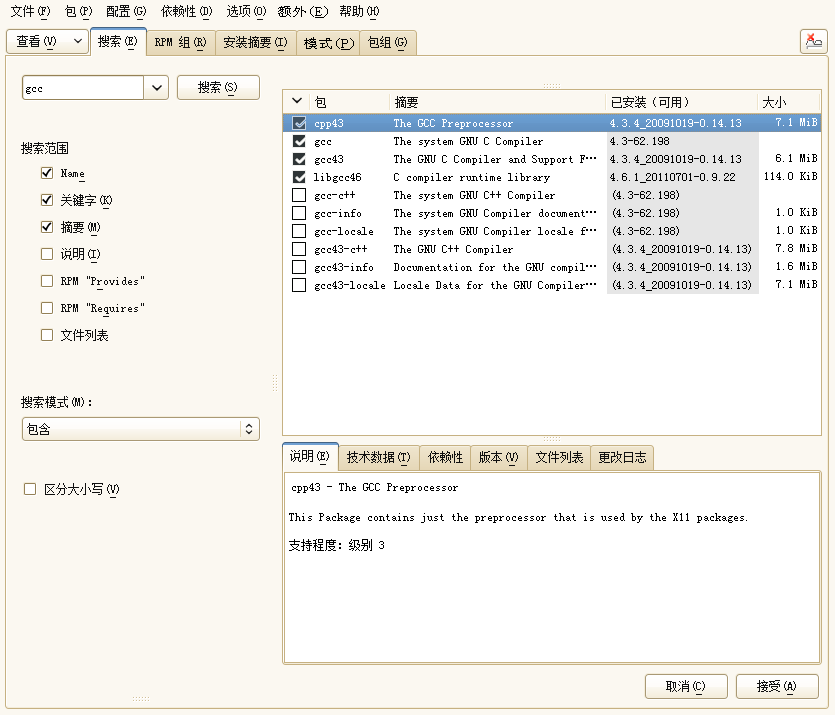 文件(F) 包(P) 配置(G) 依赖性(D) 选项(O) 额外(E) 帮助(H)
查看(V) 搜索(E) RPM 组(R) 安装摘要(I) 模式(P) 包组(G)
gcc 搜索(S)
搜索范围
Name
关键字(K)
摘要(M)
说明(I)
RPM "Provides"
RPM "Requires"
文件列表
搜索模式(M):
包含
区分大小写(V)
包 摘要 已安装（可用） 大小
cpp43 The GCC Preprocessor 4.3.4_20091019-0.14.13 7.1 MiB
gcc The system GNU C Compiler 4.3-62.198
gcc43 The GNU C Compiler and Support F··· 4.3.4_20091019-0.14.13 6.1 MiB
libgcc46 C compiler runtime library 4.6.1_20110701-0.9.22 114.0 KiB
gcc-c++ The system GNU C++ Compiler (4.3-62.198)
gcc-info The system GNU Compiler document··· (4.3-62.198) 1.0 KiB
gcc-locale The system GNU Compiler locale f··· (4.3-62.198) 1.0 KiB
gcc43-c++ The GNU C++ Compiler (4.3.4_20091019-0.14.13) 7.8 MiB
gcc43-info Documentation for the GNU compil··· (4.3.4_20091019-0.14.13) 1.6 MiB
gcc43-locale Locale Data for the GNU Compiler··· (4.3.4_20091019-0.14.13) 7.1 MiB
说明(E) 技术数据(T) 依赖性 版本(V) 文件列表 更改日志
cpp43 - The GCC Preprocessor
This Package contains just the preprocessor that is used by the X11 packages.
支持程度：级别 3
取消(C) 接受(A)